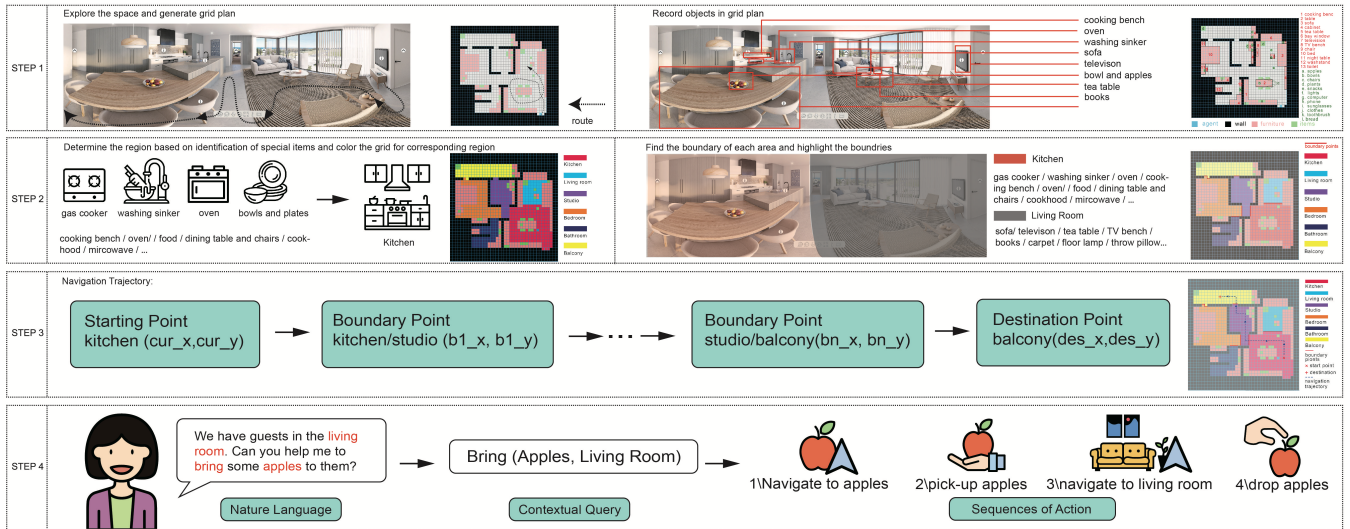 STEP 1
Explore the space and generate grid plan
route
Record objects in grid plan
cooking bench
oven
washing sinker
sofa
televison
bowl and apples
tea table
books
agent
wall
furniture
items
STEP 2
Determine the region based on identification of special items and color the grid for corresponding region
gas cooker
washing sinker
oven
bowls and plates
cooking bench / oven/ / food / dining table and chairs / cook-
hood / mircowave / ...
Kitchen
Kitchen
Living room
Studio
Bedroom
Bathroom
Balcony
Find the boundary of each area and highlight the boundries
Kitchen
gas cooker / washing sinker / oven / cook-
ing bench / oven/ / food / dining table and
chairs / cookhood / mircowave / ...
Living Room
sofa/ televison / tea table / TV bench /
books / carpet / floor lamp / throw pillow...
boundary points
Kitchen
Living room
Studio
Bedroom
Bathroom
Balcony
STEP 3
Navigation Trajectory:
Starting Point
kitchen (cur_x,cur_y)
Boundary Point
kitchen/studio (b1_x, b1_y)
Boundary Point
studio/balcony(bn_x, bn_y)
Destination Point
balcony(des_x,des_y)
Kitchen
Living room
Studio
Bedroom
Bathroom
Balcony
boundary
start point
destination
navigation
trajectory
STEP 4
We have guests in the living
room. Can you help me to
bring some apples to them?
Nature Language
Bring (Apples, Living Room)
Contextual Query
1\Navigate to apples
2\pick-up apples
3\navigate to living room
4\drop apples
Sequences of Action